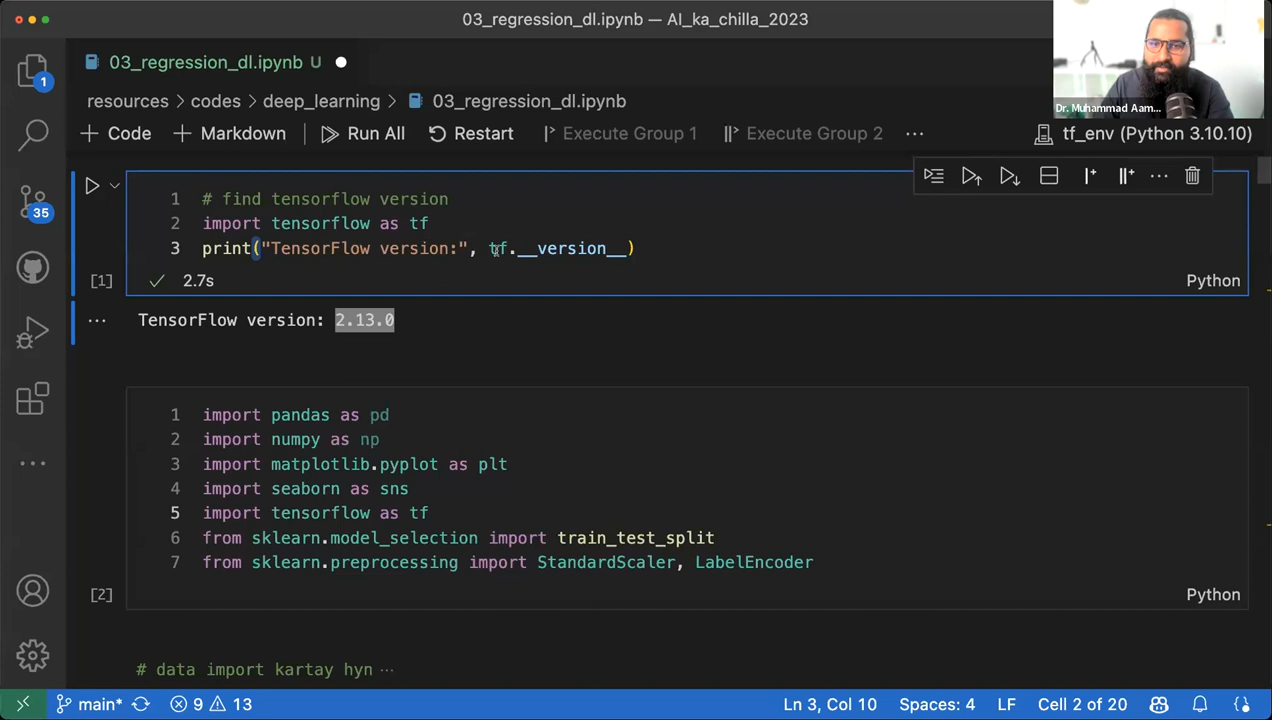 03_regression_dl.ipynb — AI_ka_chilla_2023
Dr. Muhammad Aam...
1
03_regression_dl.ipynb U
resources > codes > deep_learning > 03_regression_dl.ipynb
+ Code + Markdown Run All Restart Execute Group 1 Execute Group 2 ... tf_env (Python 3.10.10)
35
1 # find tensorflow version
2 import tensorflow as tf
3 print("TensorFlow version:", tf.__version__)
[1] 2.7s Python
... TensorFlow version: 2.13.0
1 import pandas as pd
2 import numpy as np
3 import matplotlib.pyplot as plt
4 import seaborn as sns
5 import tensorflow as tf
6 from sklearn.model_selection import train_test_split
7 from sklearn.preprocessing import StandardScaler, LabelEncoder
[2] Python
# data import kartay hyn ...
main* 9 13 Ln 3, Col 10 Spaces: 4 LF Cell 2 of 20